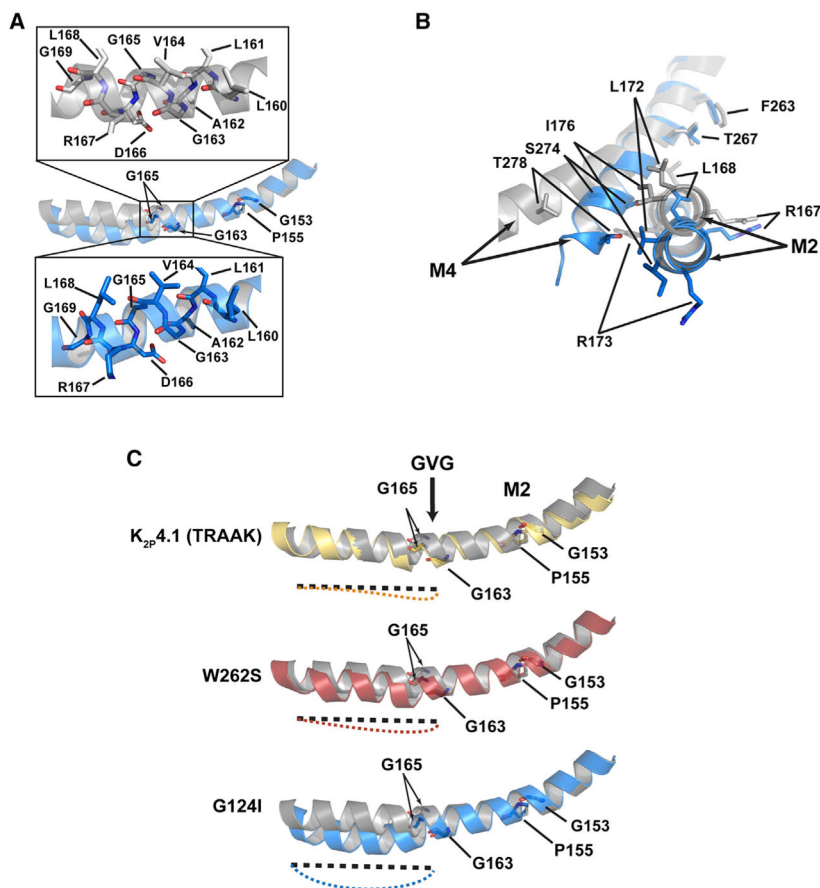 A
L168
G169
G165
V164
L161
L160
A162
G163
R167
D166
G165
G153
G163
P155
L168
G165
V164
L161
G169
L160
A162
G163
R167
D166
B
L172
F263
I176
S274
T267
T278
L168
R167
M4
M2
R173
C
GVG
G165
M2
K2P4.1 (TRAAK)
G153
P155
G163
G165
W262S
G153
P155
G163
G165
G124I
G153
P155
G163